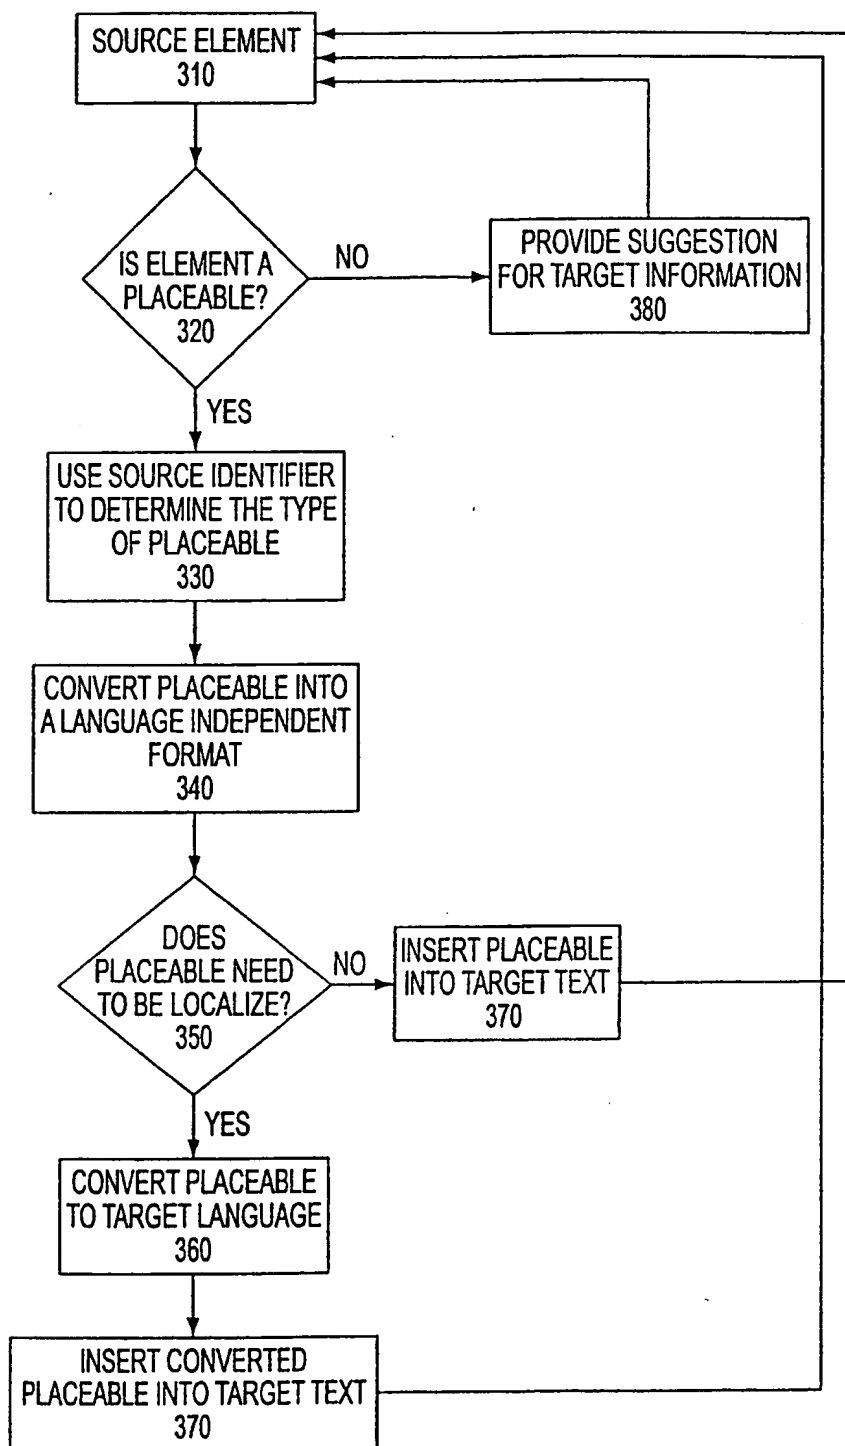 SOURCE ELEMENT
310
IS ELEMENT A
PLACEABLE?
320
NO
PROVIDE SUGGESTION
FOR TARGET INFORMATION
380
YES
USE SOURCE IDENTIFIER
TO DETERMINE THE TYPE
OF PLACEABLE
330
CONVERT PLACEABLE INTO
A LANGUAGE INDEPENDENT
FORMAT
340
DOES
PLACEABLE NEED
TO BE LOCALIZE?
350
NO
INSERT PLACEABLE
INTO TARGET TEXT
370
YES
CONVERT PLACEABLE
TO TARGET LANGUAGE
360
INSERT CONVERTED
PLACEABLE INTO TARGET TEXT
370